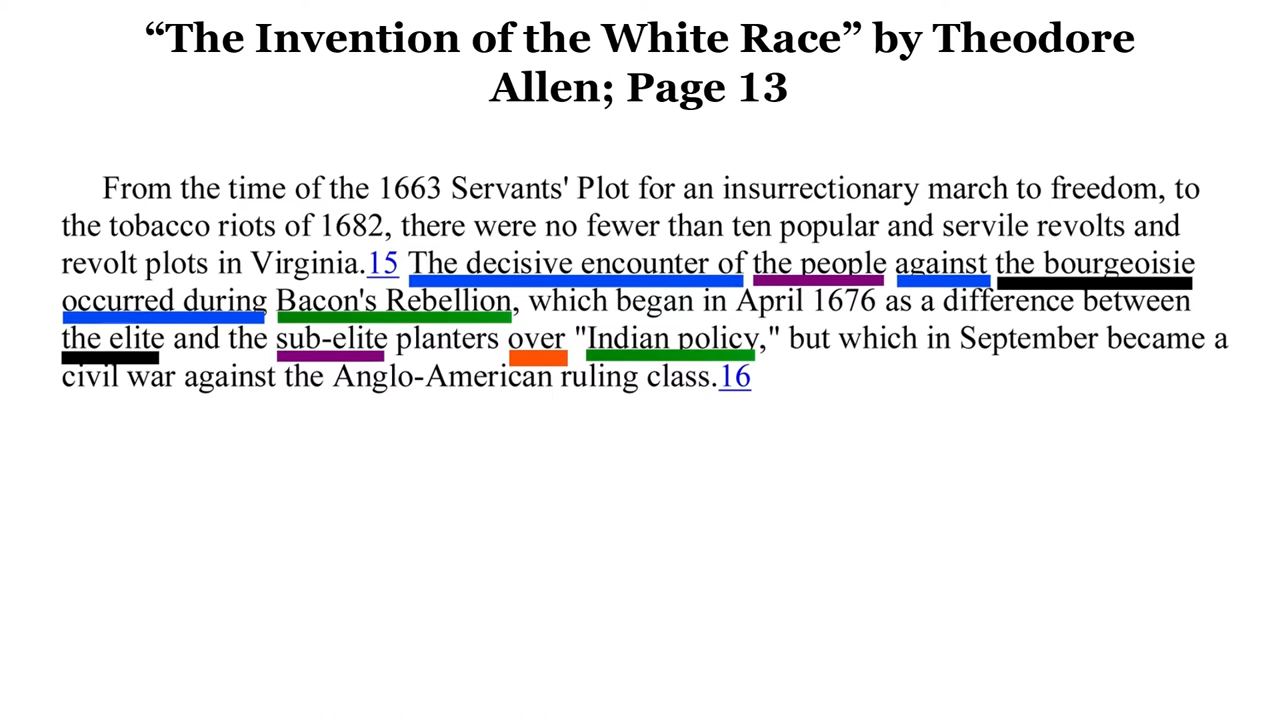 “The Invention of the White Race” by Theodore
Allen; Page 13
From the time of the 1663 Servants' Plot for an insurrectionary march to freedom, to
the tobacco riots of 1682, there were no fewer than ten popular and servile revolts and
revolt plots in Virginia.15 The decisive encounter of the people against the bourgeoisie
occurred during Bacon's Rebellion, which began in April 1676 as a difference between
the elite and the sub-elite planters over "Indian policy," but which in September became a
civil war against the Anglo-American ruling class.16